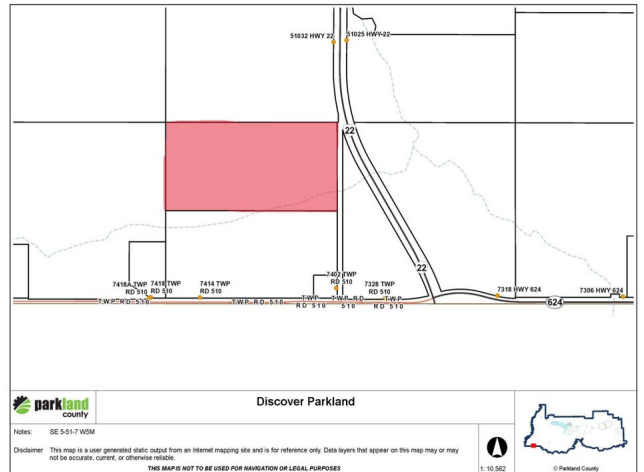 51032 HWY 22
51025 HWY 22
22
22
7418A TWP RD 510
7418 TWP RD 510
7414 TWP RD 510
7402 TWP RD 510
7328 TWP RD 510
7318 HWY 624
7306 HWY 624
TWP RD 510
TWP RD 510
TWP RD 510
TWP RD 510
TWP RD 510
624
parkland county
Discover Parkland
Notes: SE 5-51-7 W5M
Disclaimer This map is a user generated static output from an Internet mapping site and is for reference only. Data layers that appear on this map may or may
not be accurate, current, or otherwise reliable.
THIS MAP IS NOT TO BE USED FOR NAVIGATION OR LEGAL PURPOSES
1: 10,562
© Parkland County